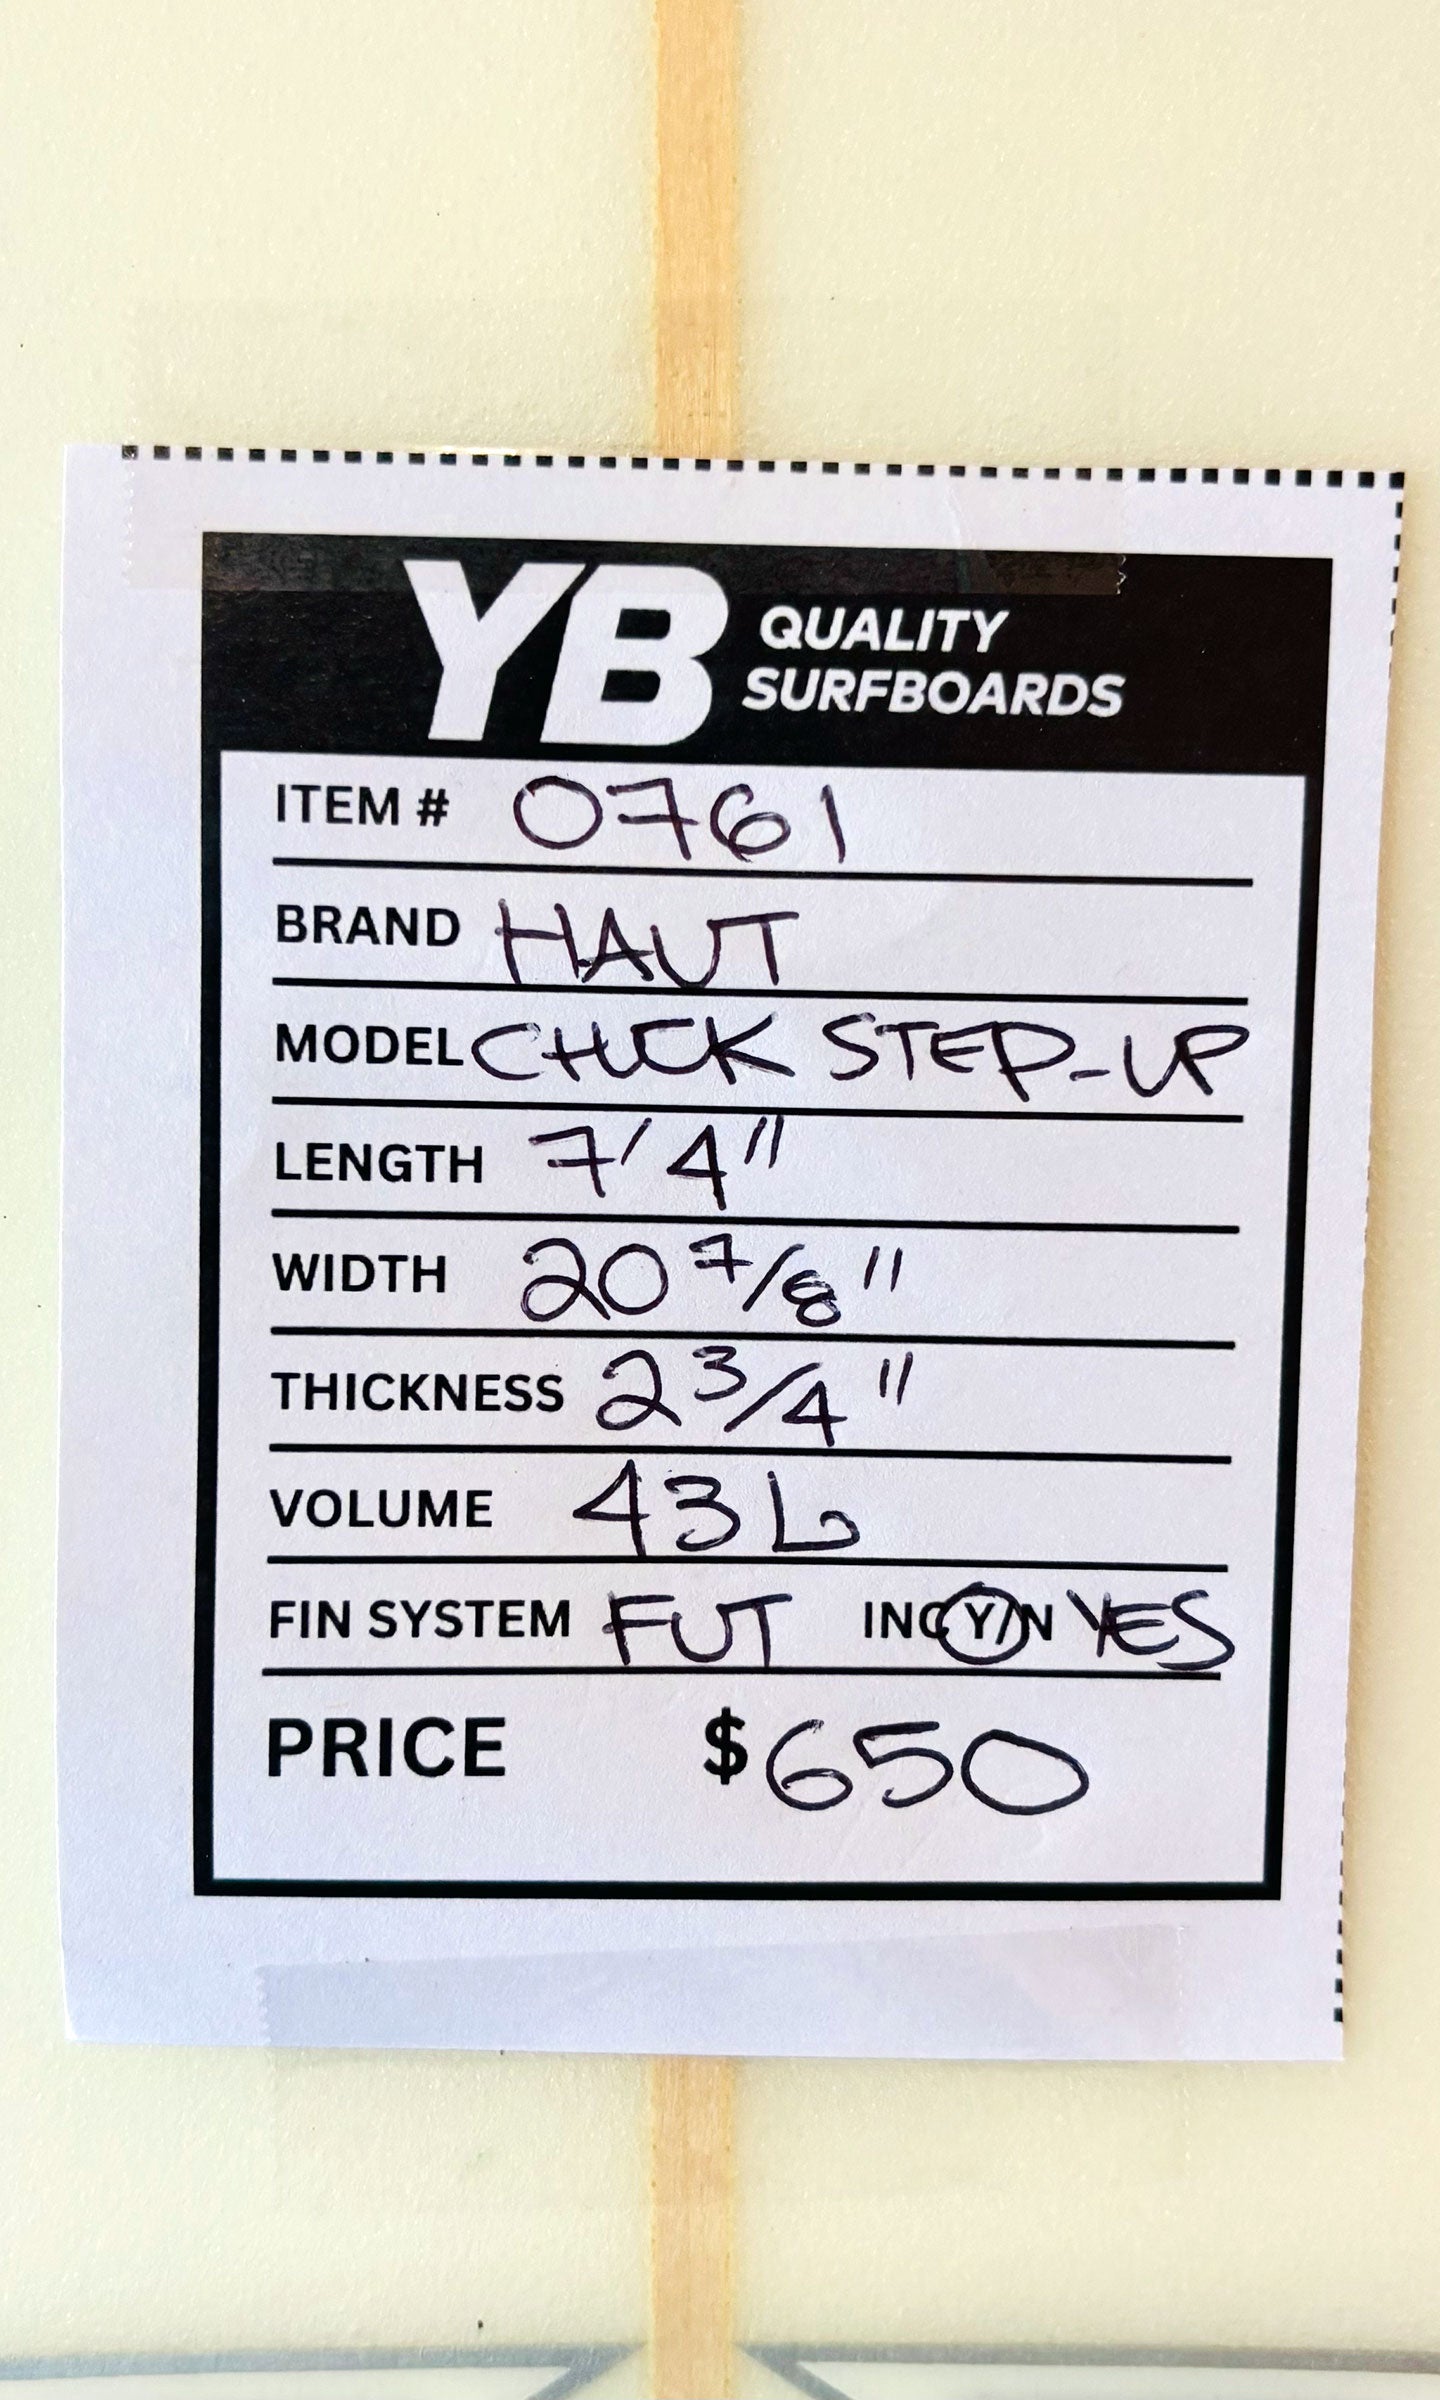 YB QUALITY SURFBOARDS
ITEM # 0761
BRAND HAUT
MODEL CHUCK STEP-UP
LENGTH 7'4"
WIDTH 20 7/8"
THICKNESS 2 3/4"
VOLUME 43 L
FIN SYSTEM FUT INC Y/N YES
PRICE $650